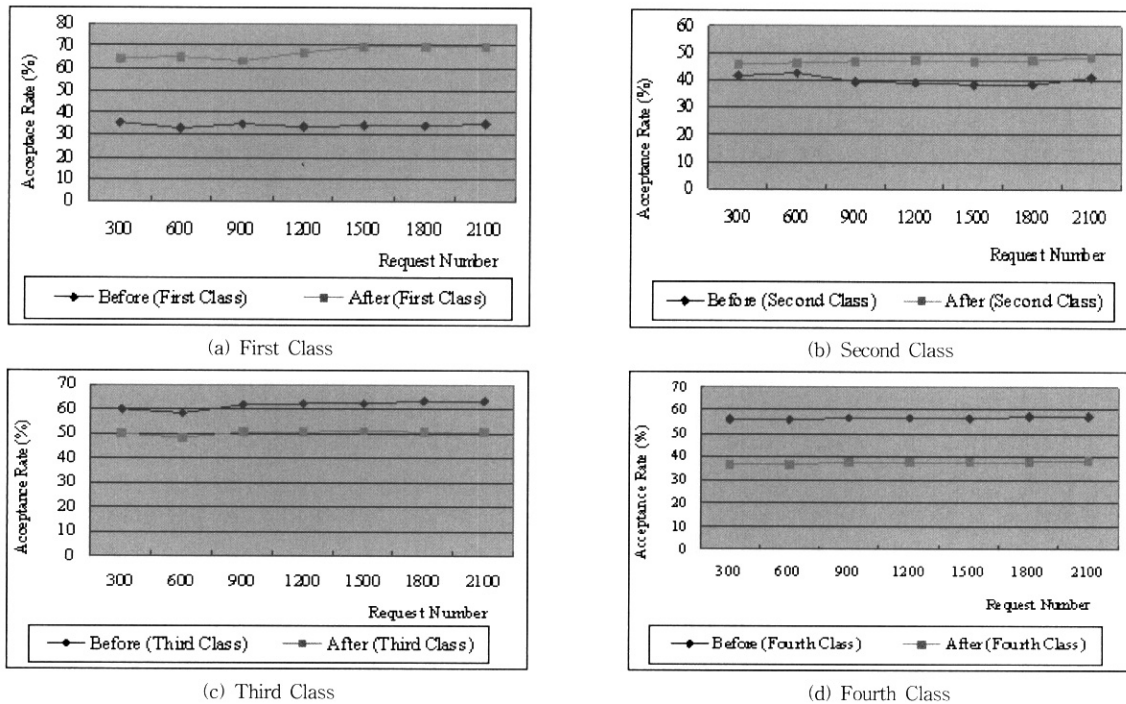 80
70
60
50
40
30
20
10
0
Acceptace Rate (%)
300 600 900 1200 1500 1800 2100
Request Number
Before (First Class) After (First Class)
(a) First Class
60
50
40
30
20
10
0
Acceptance Rate (%)
300 600 900 1200 1500 1800 2100
Request Number
Before (Second Class) After (Second Class)
(b) Second Class
70
60
50
40
30
20
10
0
Acceptance Rate (%)
300 600 900 1200 1500 1800 2100
Request Number
Before (Third Class) After (Third Class)
(c) Third Class
70
60
50
40
30
20
10
0
Acceptance Rate (%)
300 600 900 1200 1500 1800 2100
Request Number
Before (Fourth Class) After (Fourth Class)
(d) Fourth Class